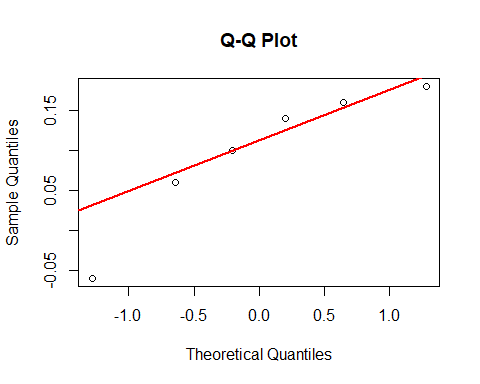 Q-Q Plot
Sample Quantiles
0.15
0.05
-0.05
-1.0 -0.5 0.0 0.5 1.0
Theoretical Quantiles